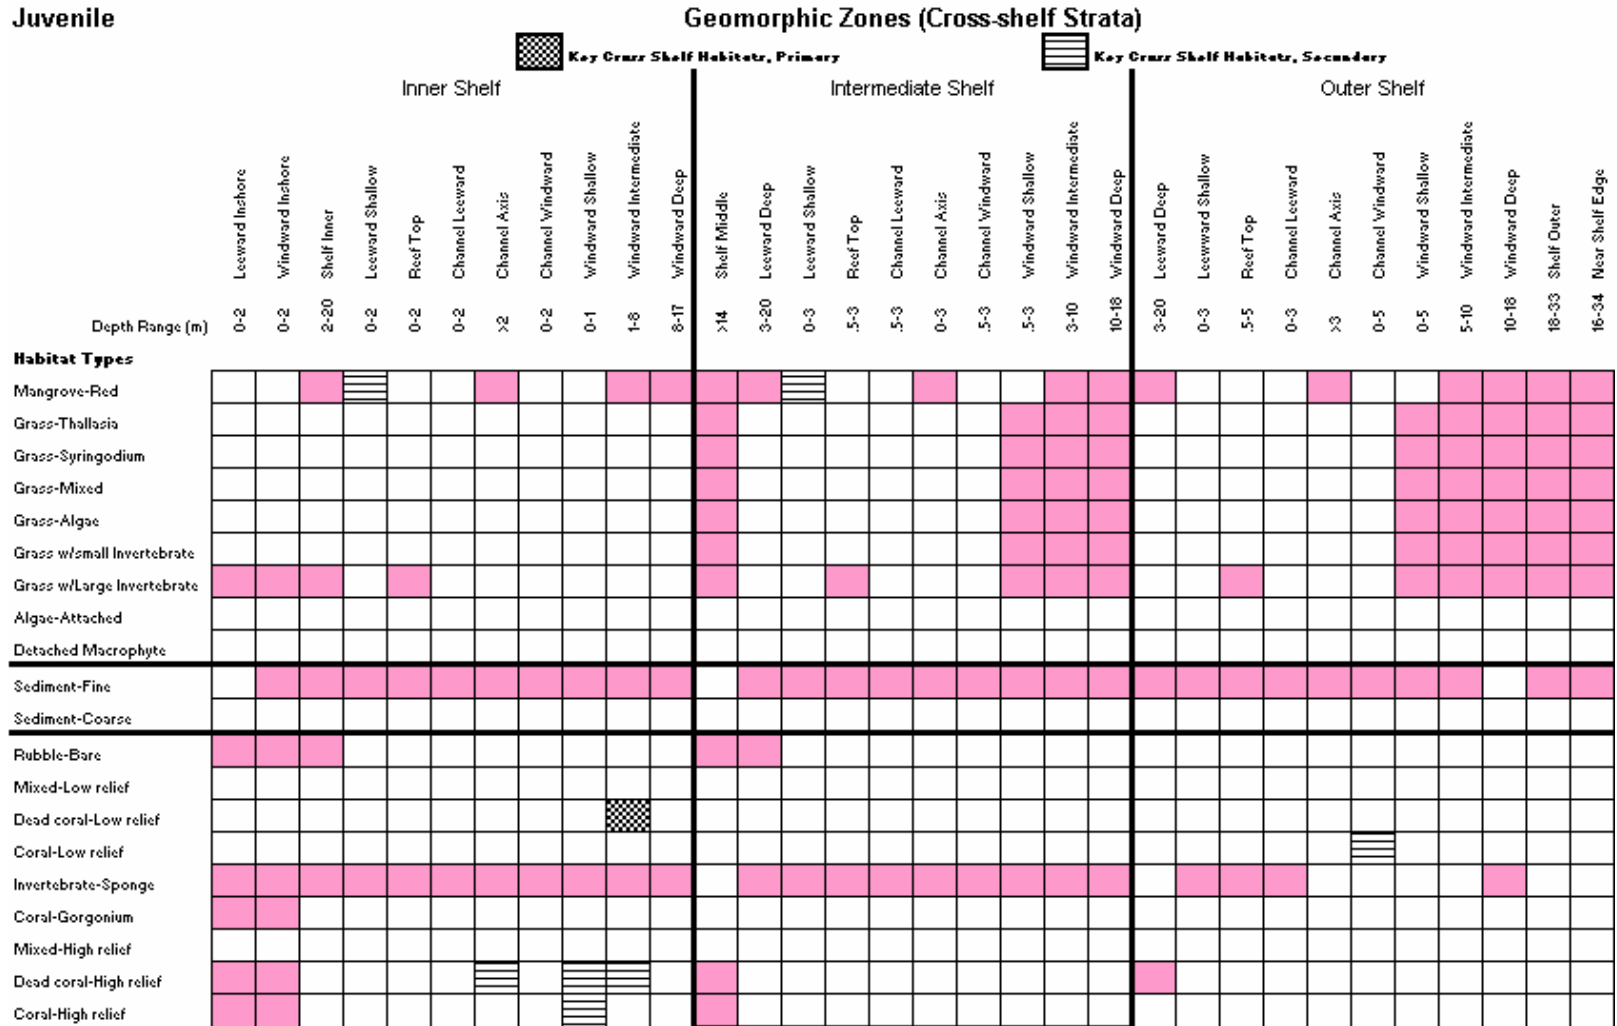 Juvenile
Geomorphic Zones (Cross-shelf Strata)
Key Cross Shelf Habitats, Primary
Key Cross Shelf Habitats, Secondary
Inner Shelf
Intermediate Shelf
Outer Shelf
Leeward Inshore
Windward Inshore
Shelf Inner
Leeward Shallow
Reef Top
Channel Leeward
Channel Axis
Channel Windward
Windward Shallow
Windward Intermediate
Windward Deep
Shelf Middle
Leeward Deep
Leeward Shallow
Reef Top
Channel Leeward
Channel Axis
Channel Windward
Windward Shallow
Windward Intermediate
Windward Deep
Leeward Deep
Leeward Shallow
Reef Top
Channel Leeward
Channel Axis
Channel Windward
Windward Shallow
Windward Intermediate
Windward Deep
Shelf Outer
Near Shelf Edge
Depth Range (m) 0-2 0-2 2-20 0-2 0-2 0-2 >2 0-2 0-1 1-8 8-17 >14 3-20 0-3 .5-3 .5-3 0-3 .5-3 .5-3 3-10 10-18 3-20 0-3 .5-5 0-3 >3 0-5 0-5 5-10 10-18 18-33 16-34
Habitat Types
Mangrove-Red
Grass-Thallasia
Grass-Syringodium
Grass-Mixed
Grass-Algae
Grass w/small Invertebrate
Grass w/Large Invertebrate
Algae-Attached
Detached Macrophyte
Sediment-Fine
Sediment-Coarse
Rubble-Bare
Mixed-Low relief
Dead coral-Low relief
Coral-Low relief
Invertebrate-Sponge
Coral-Gorgonium
Mixed-High relief
Dead coral-High relief
Coral-High relief